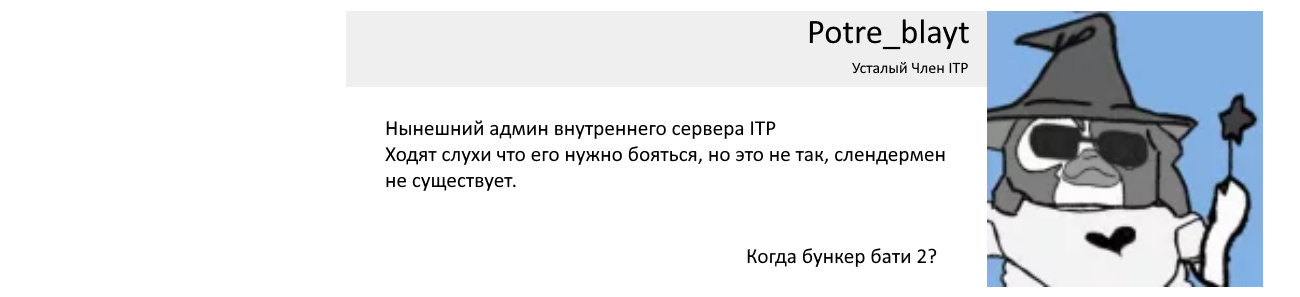 Potre_blayt
Усталый Член ITP
Нынешний админ внутреннего сервера ITP
Ходят слухи что его нужно бояться, но это не так, слендермен
не существует.
Когда бункер бати 2?